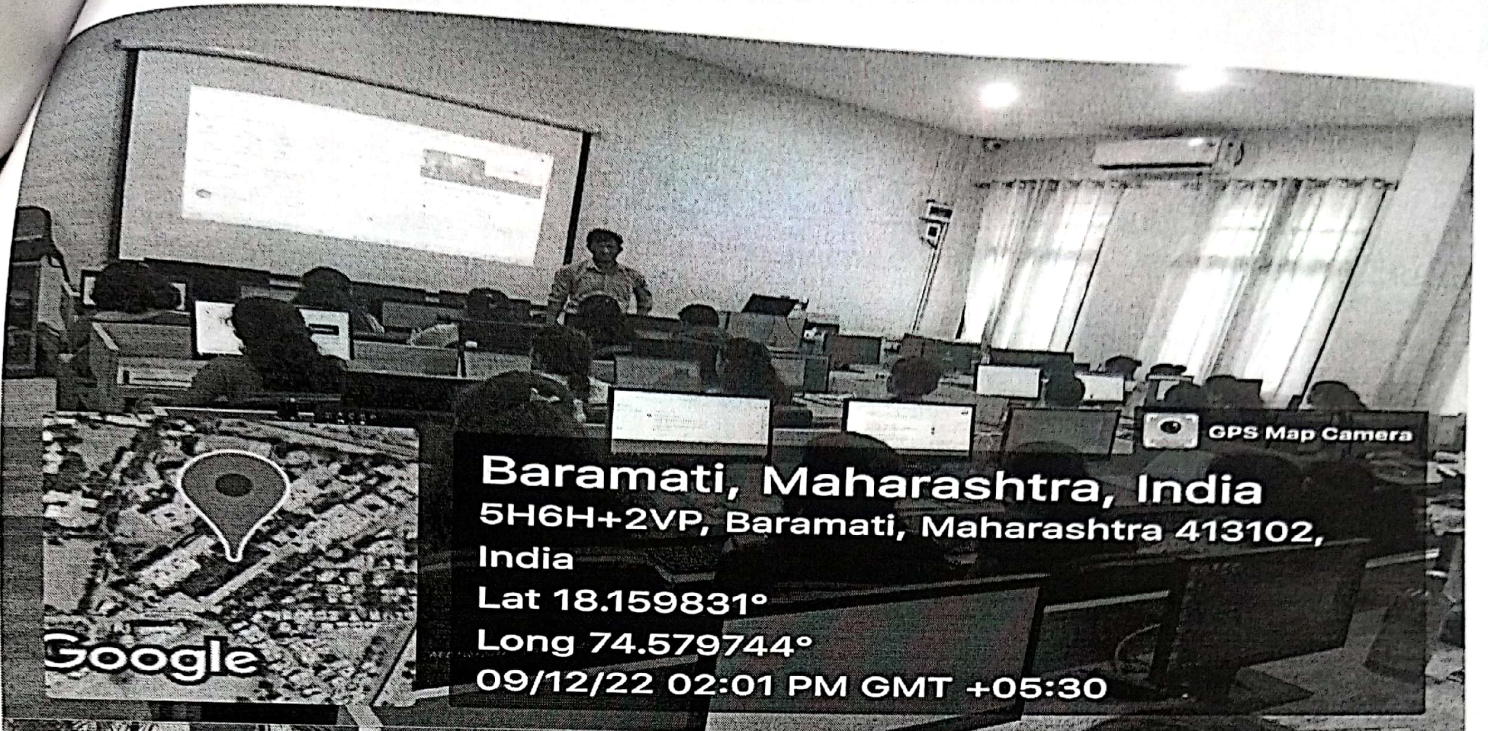 GPS Map Camera
Baramati, Maharashtra, India
5H6H+2VP, Baramati, Maharashtra 413102,
India
Lat 18.159831°
Long 74.579744°
09/12/22 02:01 PM GMT +05:30
Google